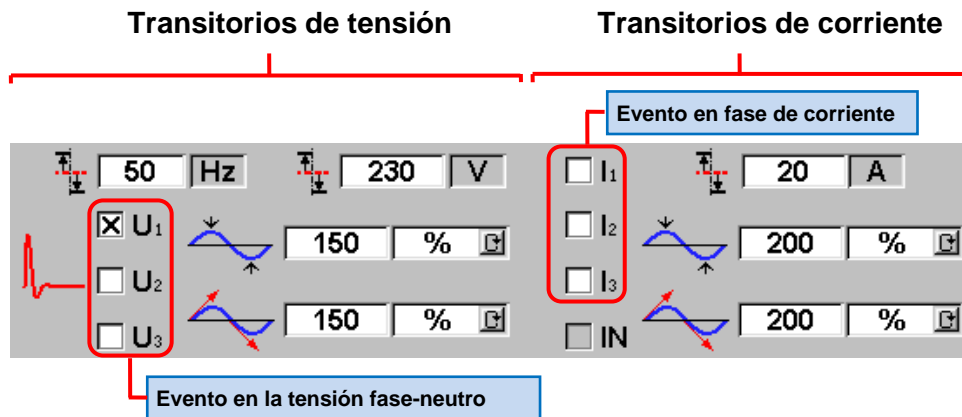 Transitorios de tensión Transitorios de corriente
Evento en fase de corriente
50 Hz 230 V I1 20 A
U1 150 % I2 200 %
U2 I3
U3 150 % IN 200 %
Evento en la tensión fase-neutro